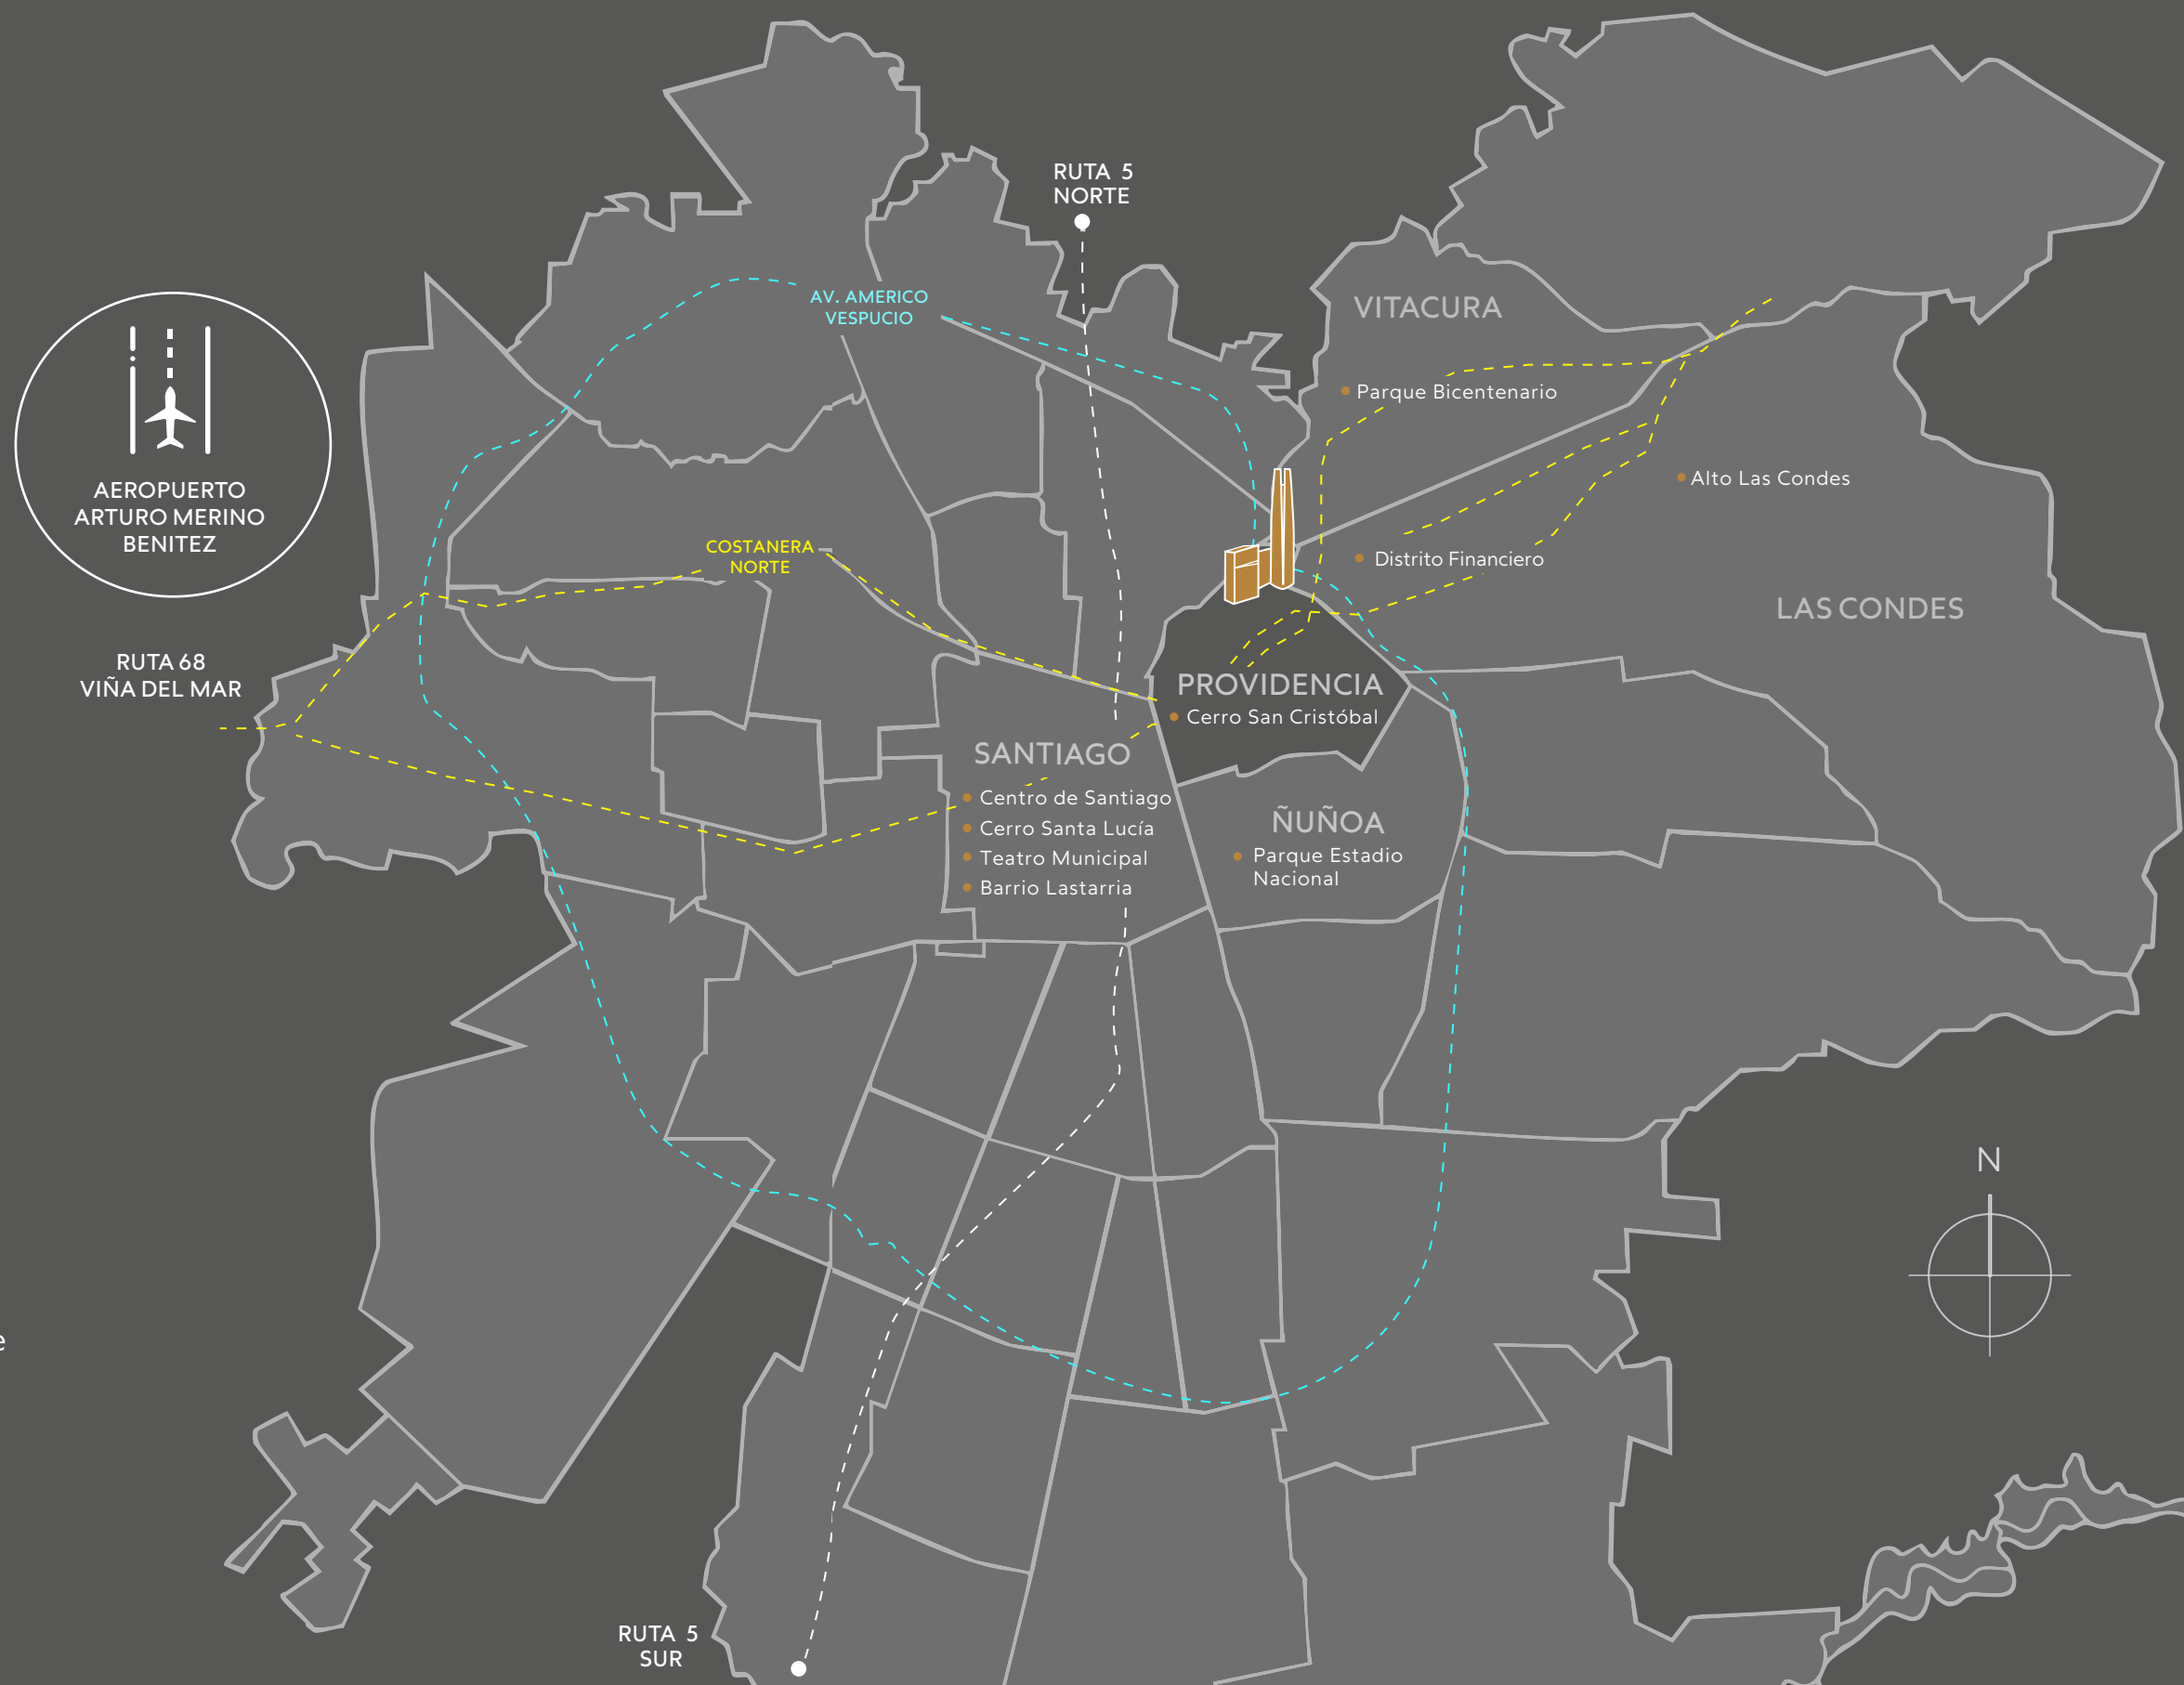 RUTA 5
NORTE
AV. AMERICO
VESPUCIO
VITACURA
Parque Bicentenario
Alto Las Condes
AEROPUERTO
ARTURO MERINO
BENITEZ
COSTANERA
NORTE
Distrito Financiero
LAS CONDES
RUTA 68
VIÑA DEL MAR
PROVIDENCIA
Cerro San Cristóbal
SANTIAGO
Centro de Santiago
Cerro Santa Lucía
Teatro Municipal
Barrio Lastarria
ÑUÑOA
Parque Estadio
Nacional
N
e
RUTA 5
SUR